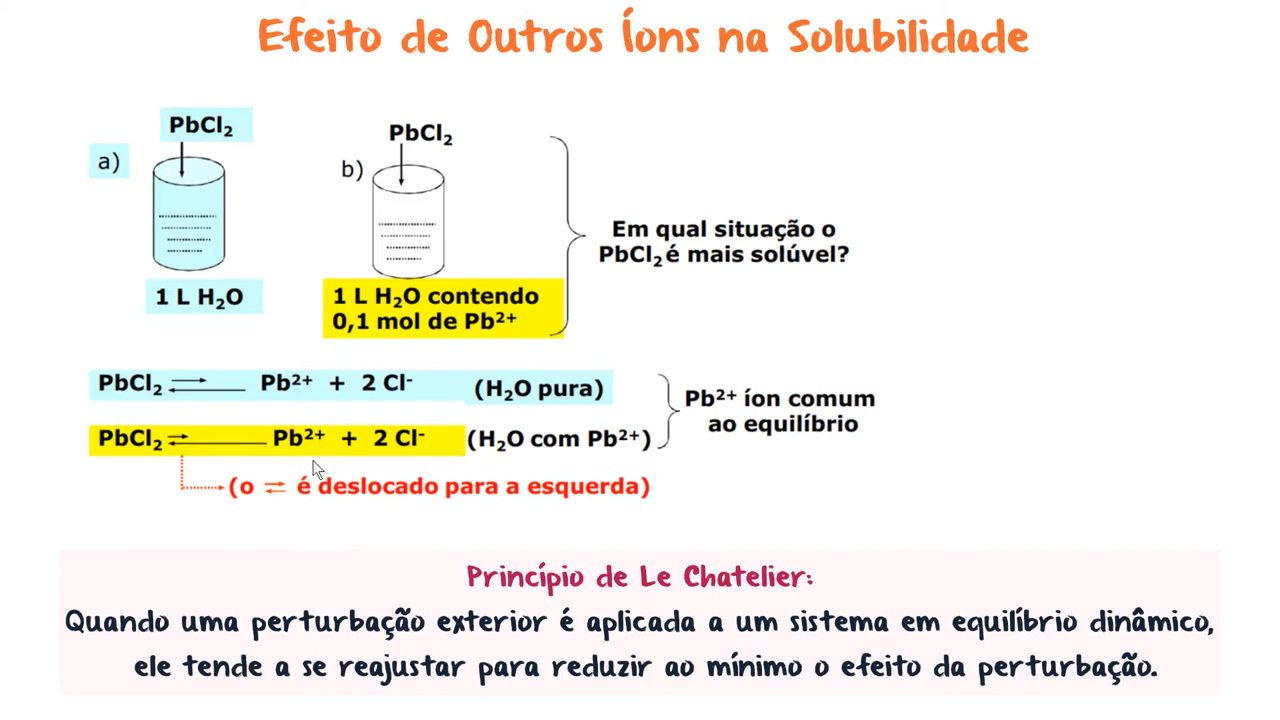 Efeito de Outros Íons na Solubilidade
PbCl₂
a)
1 L H₂O
PbCl₂
b)
1 L H₂O contendo
0,1 mol de Pb²⁺
Em qual situação o
PbCl₂ é mais solúvel?
PbCl₂ ⇌ Pb²⁺ + 2 Cl⁻ (H₂O pura)
PbCl₂ ⇌ Pb²⁺ + 2 Cl⁻ (H₂O com Pb²⁺)
Pb²⁺ íon comum
ao equilíbrio
(o ⇌ é deslocado para a esquerda)
Princípio de Le Chatelier:
Quando uma perturbação exterior é aplicada a um sistema em equilíbrio dinâmico,
ele tende a se reajustar para reduzir ao mínimo o efeito da perturbação.